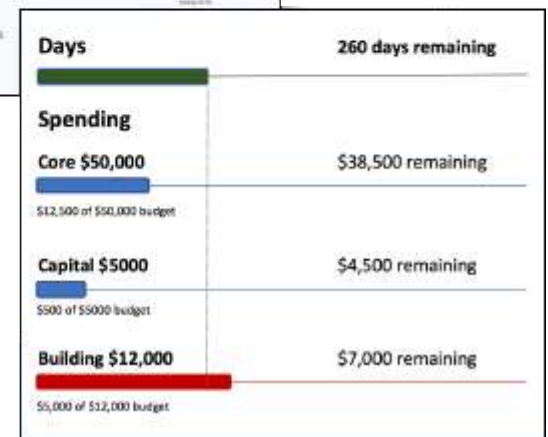 Days 260 days remaining
Spending
Core $50,000 $38,500 remaining
$12,500 of $50,000 budget
Capital $5000 $4,500 remaining
$500 of $5000 budget
Building $12,000 $7,000 remaining
$5,000 of $12,000 budget